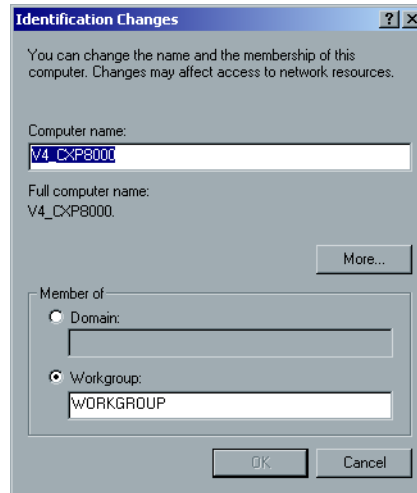 Identification Changes
You can change the name and the membership of this
computer. Changes may affect access to network resources.
Computer name:
V4_CXP8000
Full computer name:
V4_CXP8000.
More...
Member of
Domain:
Workgroup:
WORKGROUP
OK
Cancel